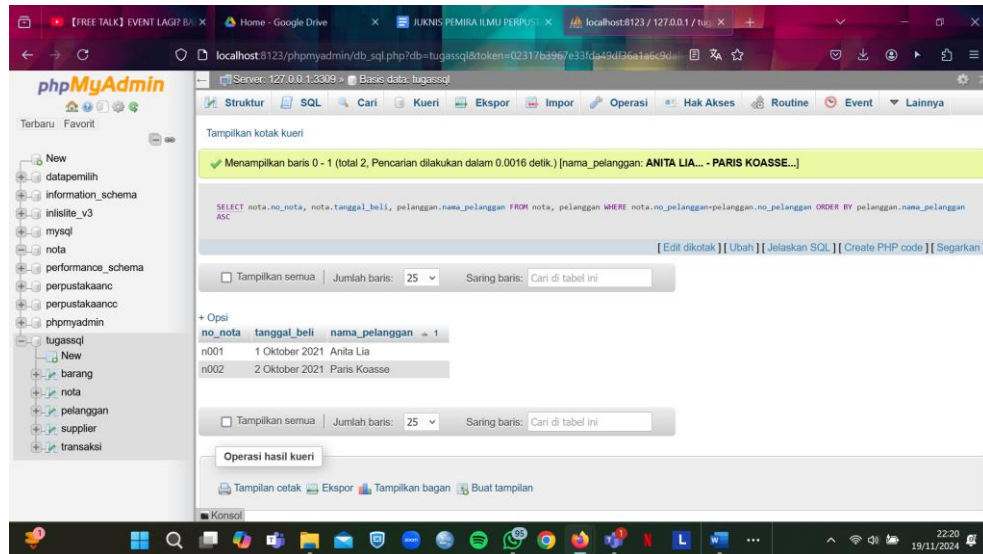 【FREE TALK】EVENT LAGI?
Home - Google Drive
JUKNIS PEMIRA ILMU PERPUS
localhost:8123 / 127.0.0.1 /
localhost:8123/phpmyadmin/db_sql.php?db=tugassql&token=
phpMyAdmin
Terbaru Favorit
New
datapemilih
information_schema
inlislite_v3
mysql
nota
performance_schema
perpustakaanc
perpustakaancc
phpmyadmin
tugassql
New
barang
nota
pelanggan
supplier
transaksi
Server: 127.0.0.1:3309 » Basis data: tugassql
Struktur SQL Cari Kueri Ekspor Impor Operasi Hak Akses Routine Event Lainnya
Tampilkan kotak kueri
Menampilkan baris 0 - 1 (total 2, Pencarian dilakukan dalam 0.0016 detik.) [nama_pelanggan: ANITA LIA... - PARIS KOASSE...]
SELECT nota.no_nota, nota.tanggal_beli, pelanggan.nama_pelanggan FROM nota, pelanggan WHERE nota.no_pelanggan=pelanggan.no_pelanggan ORDER BY pelanggan.nama_pelanggan
ASC
[ Edit dikotak ] [ Ubah ] [ Jelaskan SQL ] [ Create PHP code ] [ Segarkan
Tampilkan semua Jumlah baris: 25 Saring baris: Cari di tabel ini
+ Opsi
no_nota tanggal_beli nama_pelanggan 1
n001 1 Oktober 2021 Anita Lia
n002 2 Oktober 2021 Paris Koasse
Tampilkan semua Jumlah baris: 25 Saring baris: Cari di tabel ini
Operasi hasil kueri
Tampilan cetak Ekspor Tampilkan bagan Buat tampilan
Konsol
95
22:20
19/11/2024